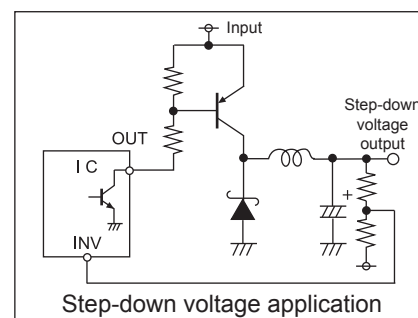 Input
Step-down
voltage
output
OUT
I C
+
INV
Step-down voltage application